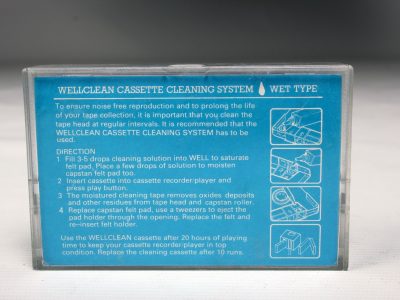 WELLCLEAN CASSETTE CLEANING SYSTEM WET TYPE
To ensure noise free reproduction and to prolong the life
of your tape collection, it is important that you clean the
tape head at regular intervals. It is recommended that the
WELLCLEAN CASSETTE CLEANING SYSTEM has to be
used.
DIRECTION
1 Fill 3-5 drops cleaning solution into WELL to saturate
felt pad. Place a few drops of solution to moisten
capstan felt pad too.
2 Insert cassette into cassette recorder/player and
press play button.
3 The moistured cleaning tape removes oxides deposits
and other residues from tape head and capstan roller.
4 Replace capstan felt pad, use a tweezers to eject the
pad holder through the opening. Replace the felt and
re-insert felt holder.
Use the WELLCLEAN cassette after 20 hours of playing
time to keep your cassette recorder/player in top
condition. Replace the cleaning cassette after 10 runs.